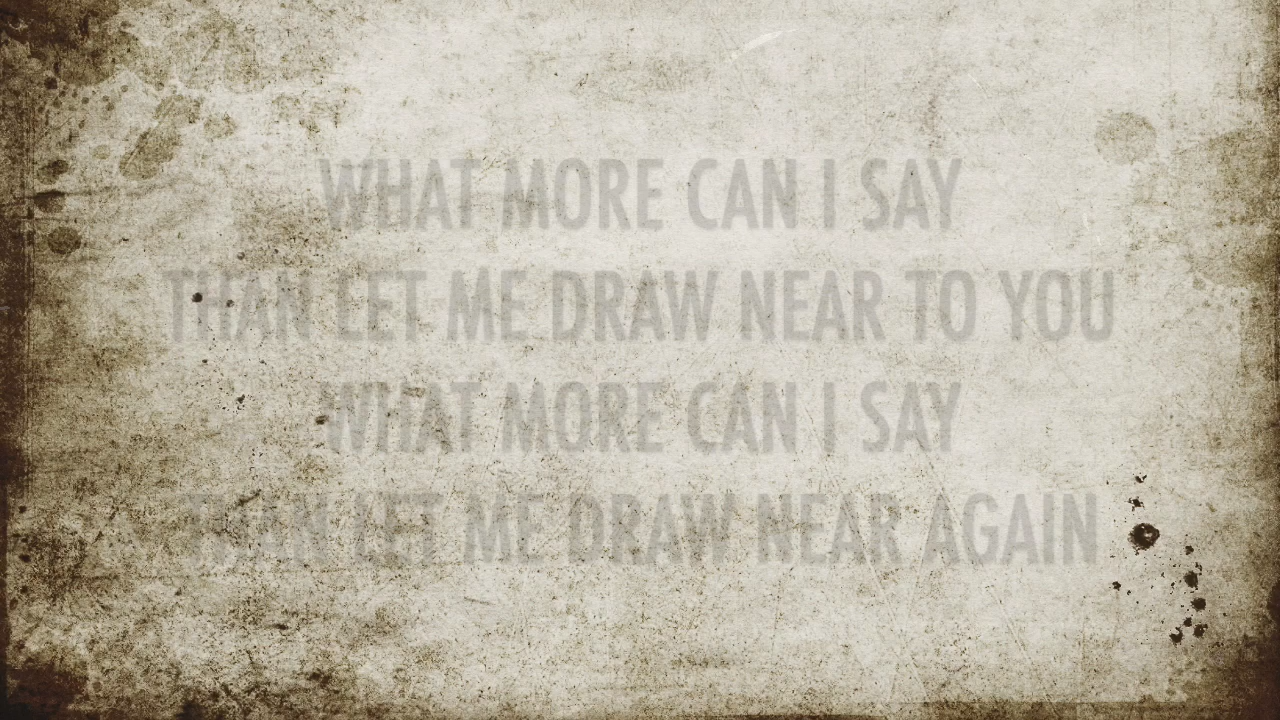 WHAT MORE CAN I SAY
THAN LET ME DRAW NEAR TO YOU
WHAT MORE CAN I SAY
THAN LET ME DRAW NEAR AGAIN